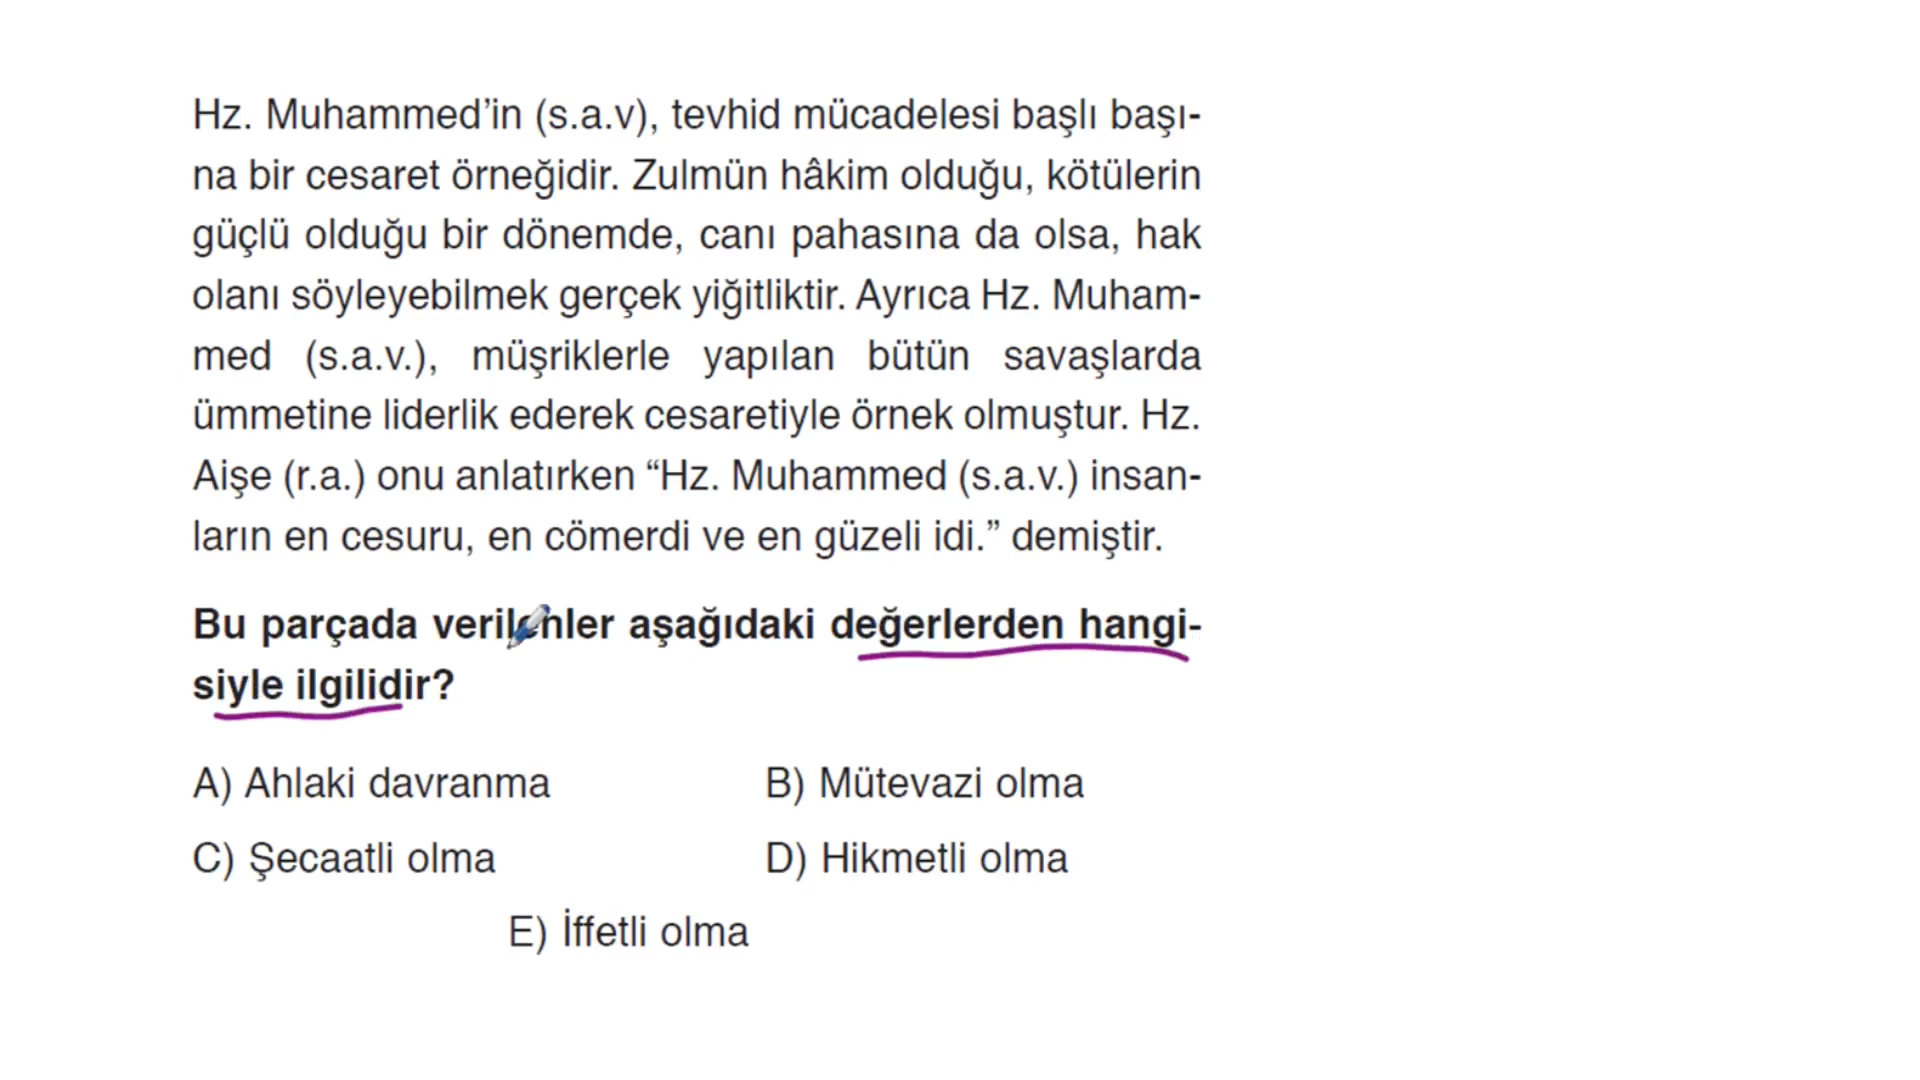 Hz. Muhammed’in (s.a.v), tevhid mücadelesi başlı başı-
na bir cesaret örneğidir. Zulmün hâkim olduğu, kötülerin
güçlü olduğu bir dönemde, canı pahasına da olsa, hak
olanı söyleyebilmek gerçek yiğitliktir. Ayrıca Hz. Muham-
med (s.a.v.), müşriklerle yapılan bütün savaşlarda
ümmetine liderlik ederek cesaretiyle örnek olmuştur. Hz.
Aişe (r.a.) onu anlatırken “Hz. Muhammed (s.a.v.) insan-
ların en cesuru, en cömerdi ve en güzeli idi.” demiştir.
Bu parçada verilenler aşağıdaki değerlerden hangi-
siyle ilgilidir?
A) Ahlaki davranma B) Mütevazi olma
C) Şecaatli olma D) Hikmetli olma
E) İffetli olma